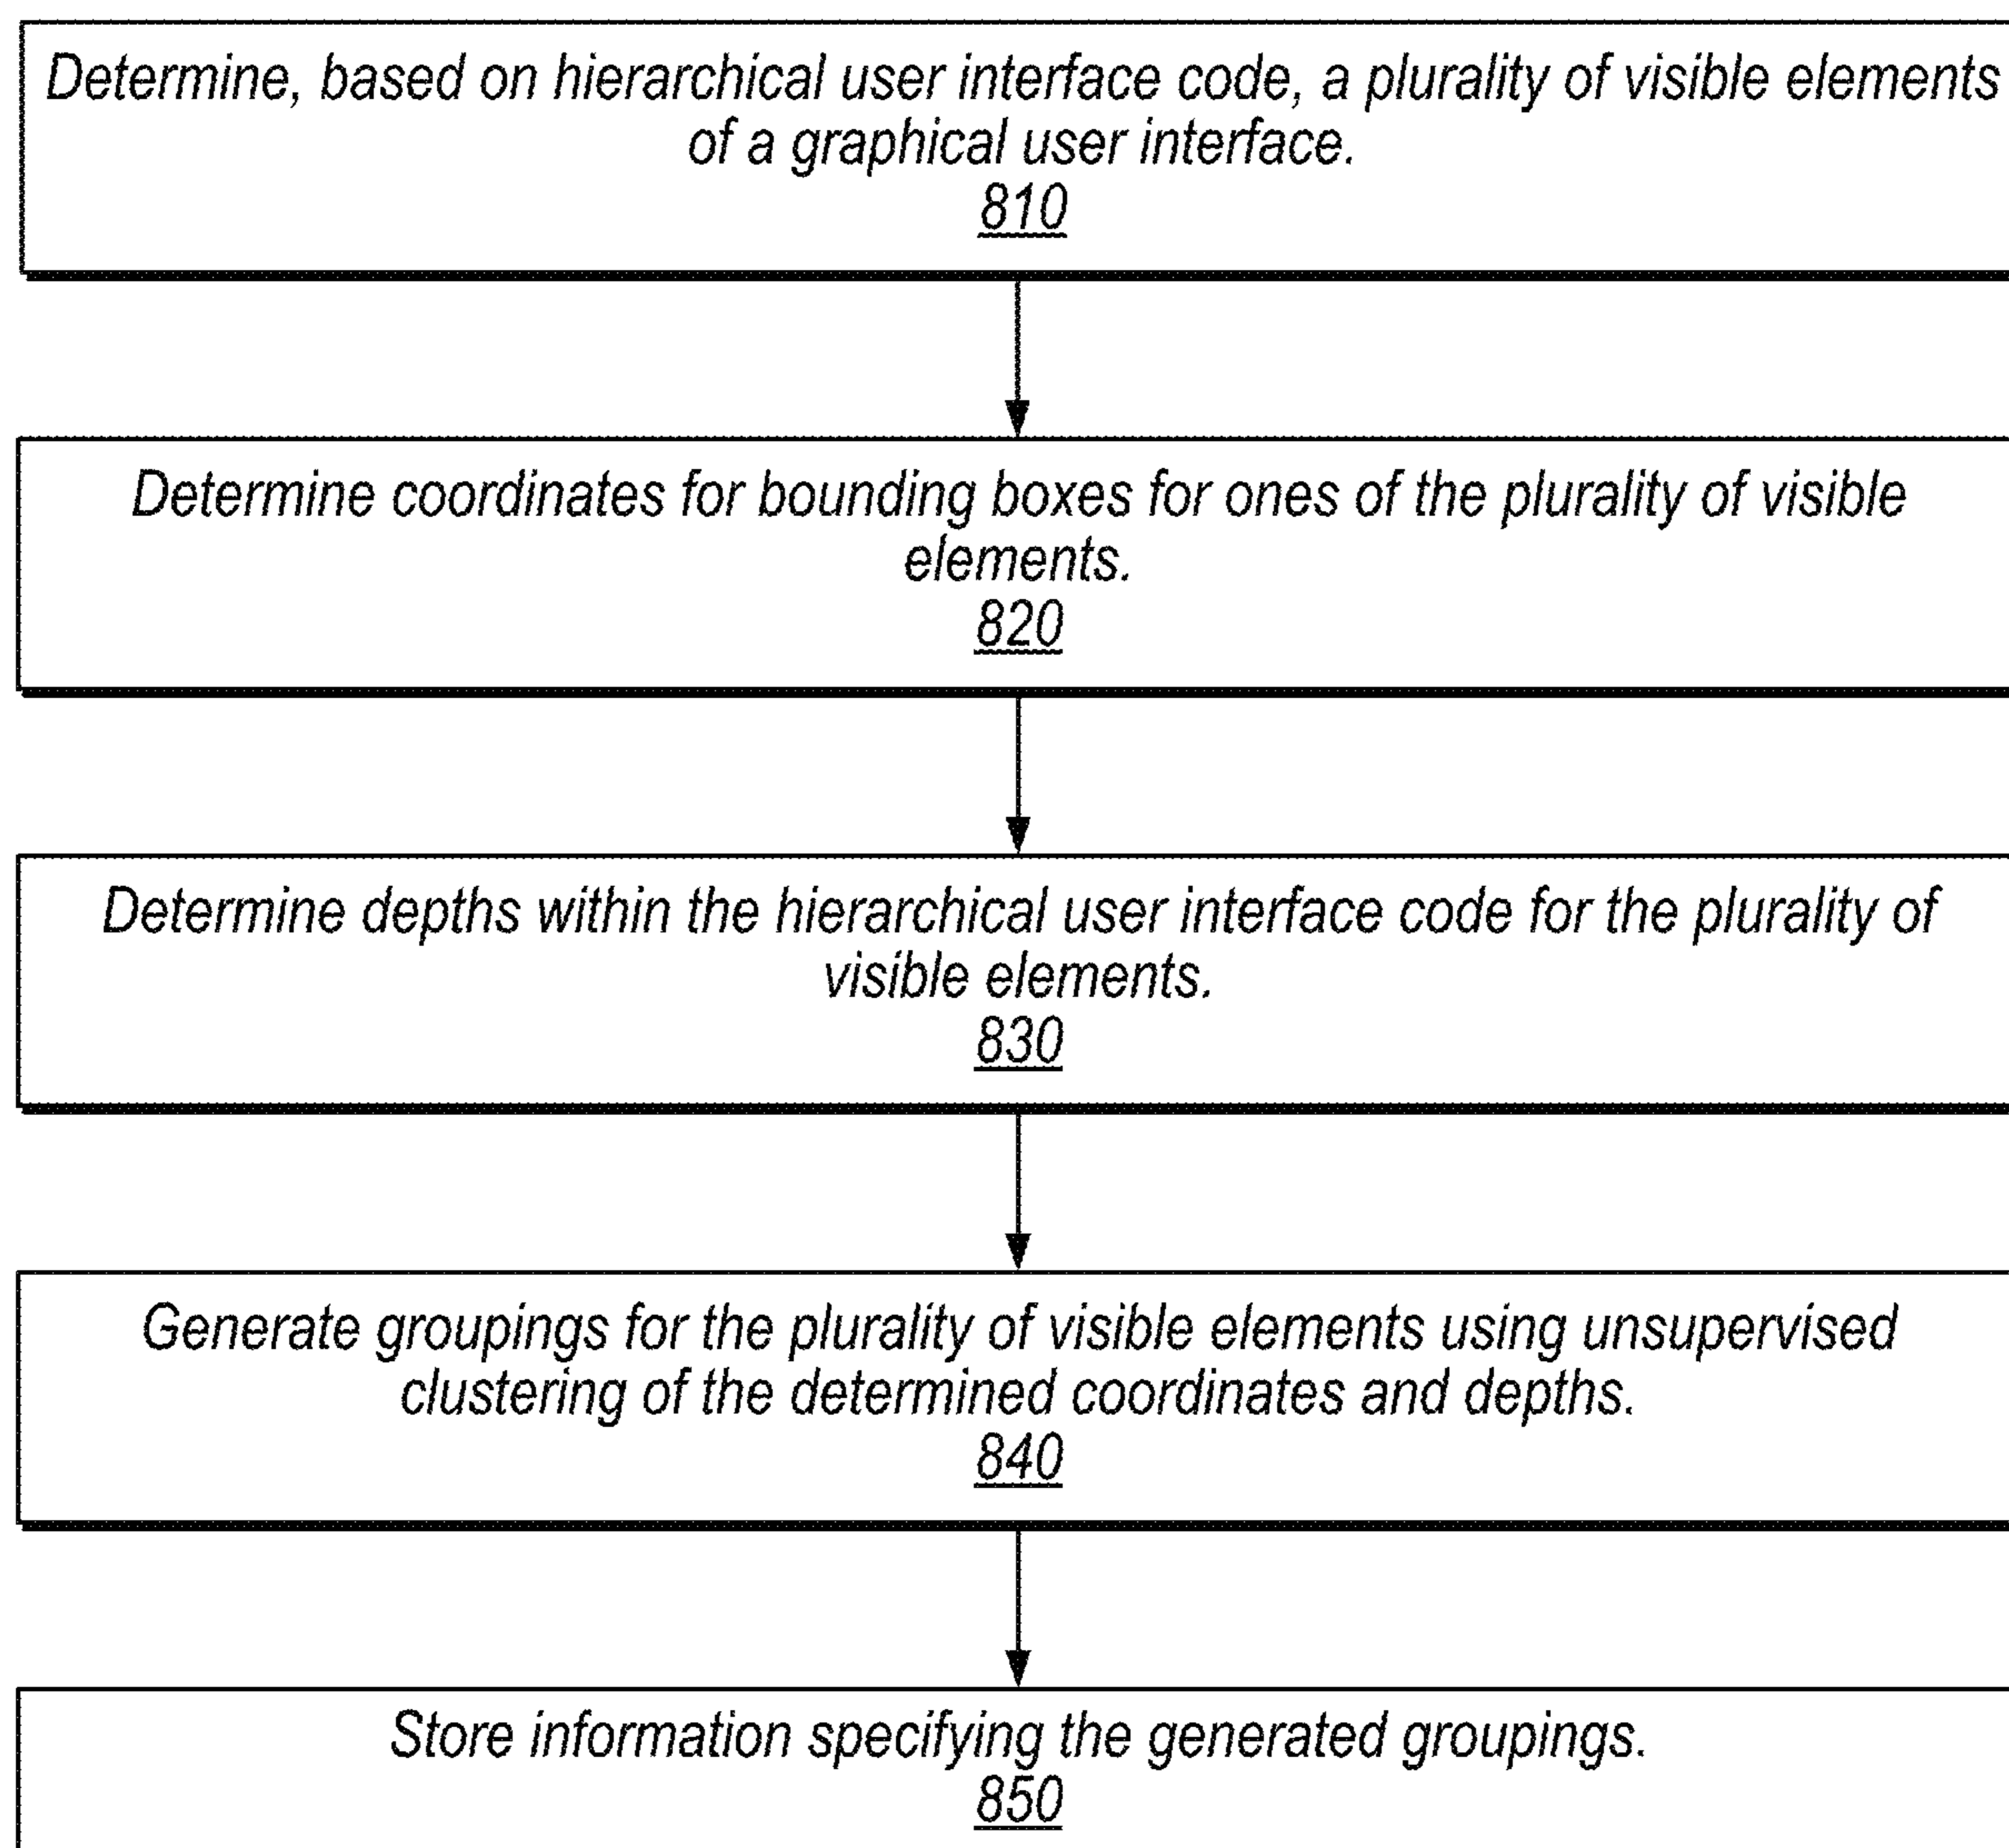 Determine, based on hierarchical user interface code, a plurality of visible elements
of a graphical user interface.
810
Determine coordinates for bounding boxes for ones of the plurality of visible
elements.
820
Determine depths within the hierarchical user interface code for the plurality of
visible elements.
830
Generate groupings for the plurality of visible elements using unsupervised
clustering of the determined coordinates and depths.
840
Store information specifying the generated groupings.
850